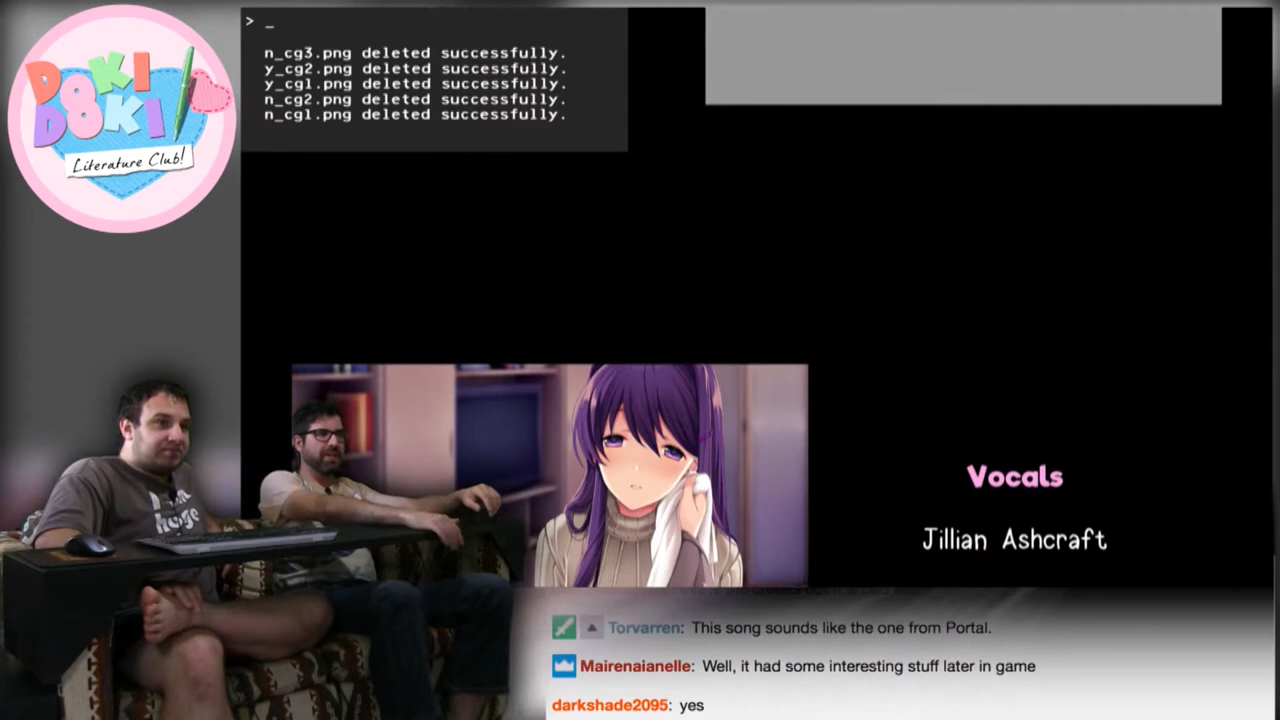 DOKI
DOKI
Literature Club!
> _
n_cg3.png deleted successfully.
y_cg2.png deleted successfully.
y_cg1.png deleted successfully.
n_cg2.png deleted successfully.
n_cg1.png deleted successfully.
Vocals
Jillian Ashcraft
Torvarren: This song sounds like the one from Portal.
Mairenaianelle: Well, it had some interesting stuff later in game
darkshade2095: yes